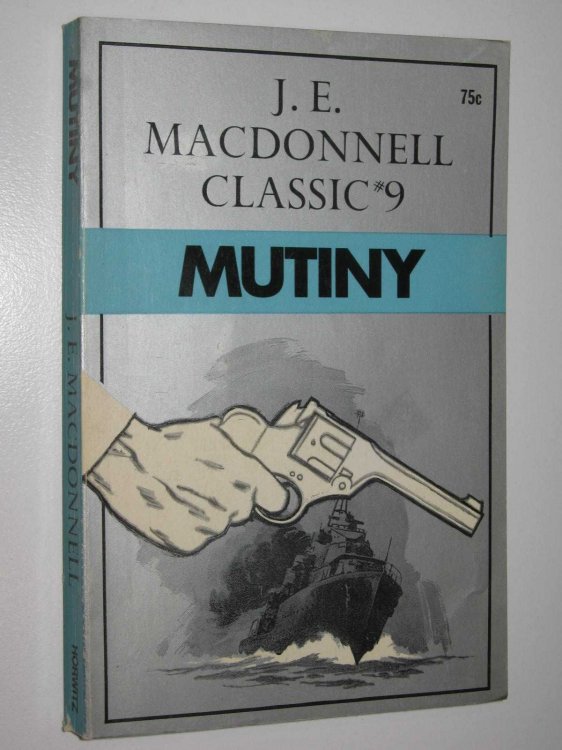 J. E.
75c
MACDONNELL
CLASSIC #9
MUTINY
MUTINY
J. E. MACDONNELL
HORWITZ